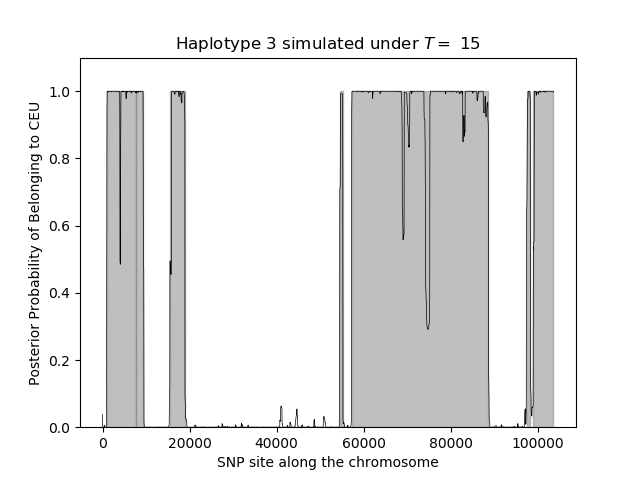 Haplotype 3 simulated under T = 15
Posterior Probability of Belonging to CEU
1.0
0.8
0.6
0.4
0.2
0.0
0 20000 40000 60000 80000 100000
SNP site along the chromosome